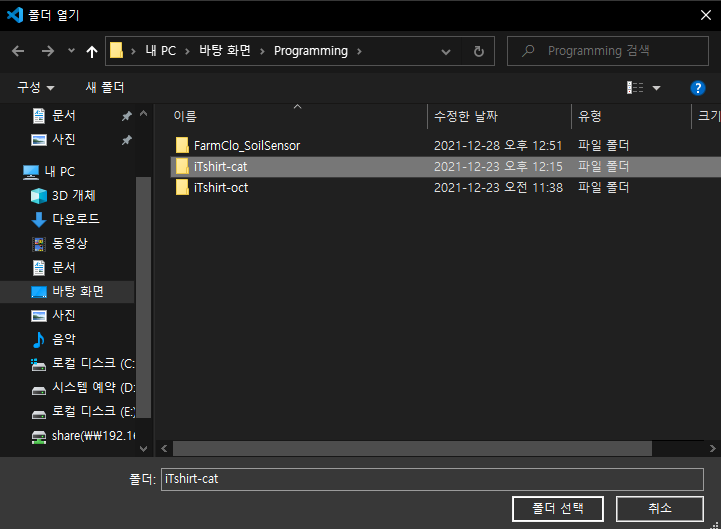 폴더 열기
내 PC > 바탕 화면 > Programming >
Programming 검색
구성 새 폴더
문서
사진
내 PC
3D 개체
다운로드
동영상
문서
바탕 화면
사진
음악
로컬 디스크 (C:
시스템 예약 (D:
로컬 디스크 (E:)
share(₩₩192.16
이름 수정한 날짜 유형 크기
FarmClo_SoilSensor 2021-12-28 오후 12:51 파일 폴더
iTshirt-cat 2021-12-23 오후 12:15 파일 폴더
iTshirt-oct 2021-12-23 오전 11:38 파일 폴더
폴더: iTshirt-cat
폴더 선택 취소